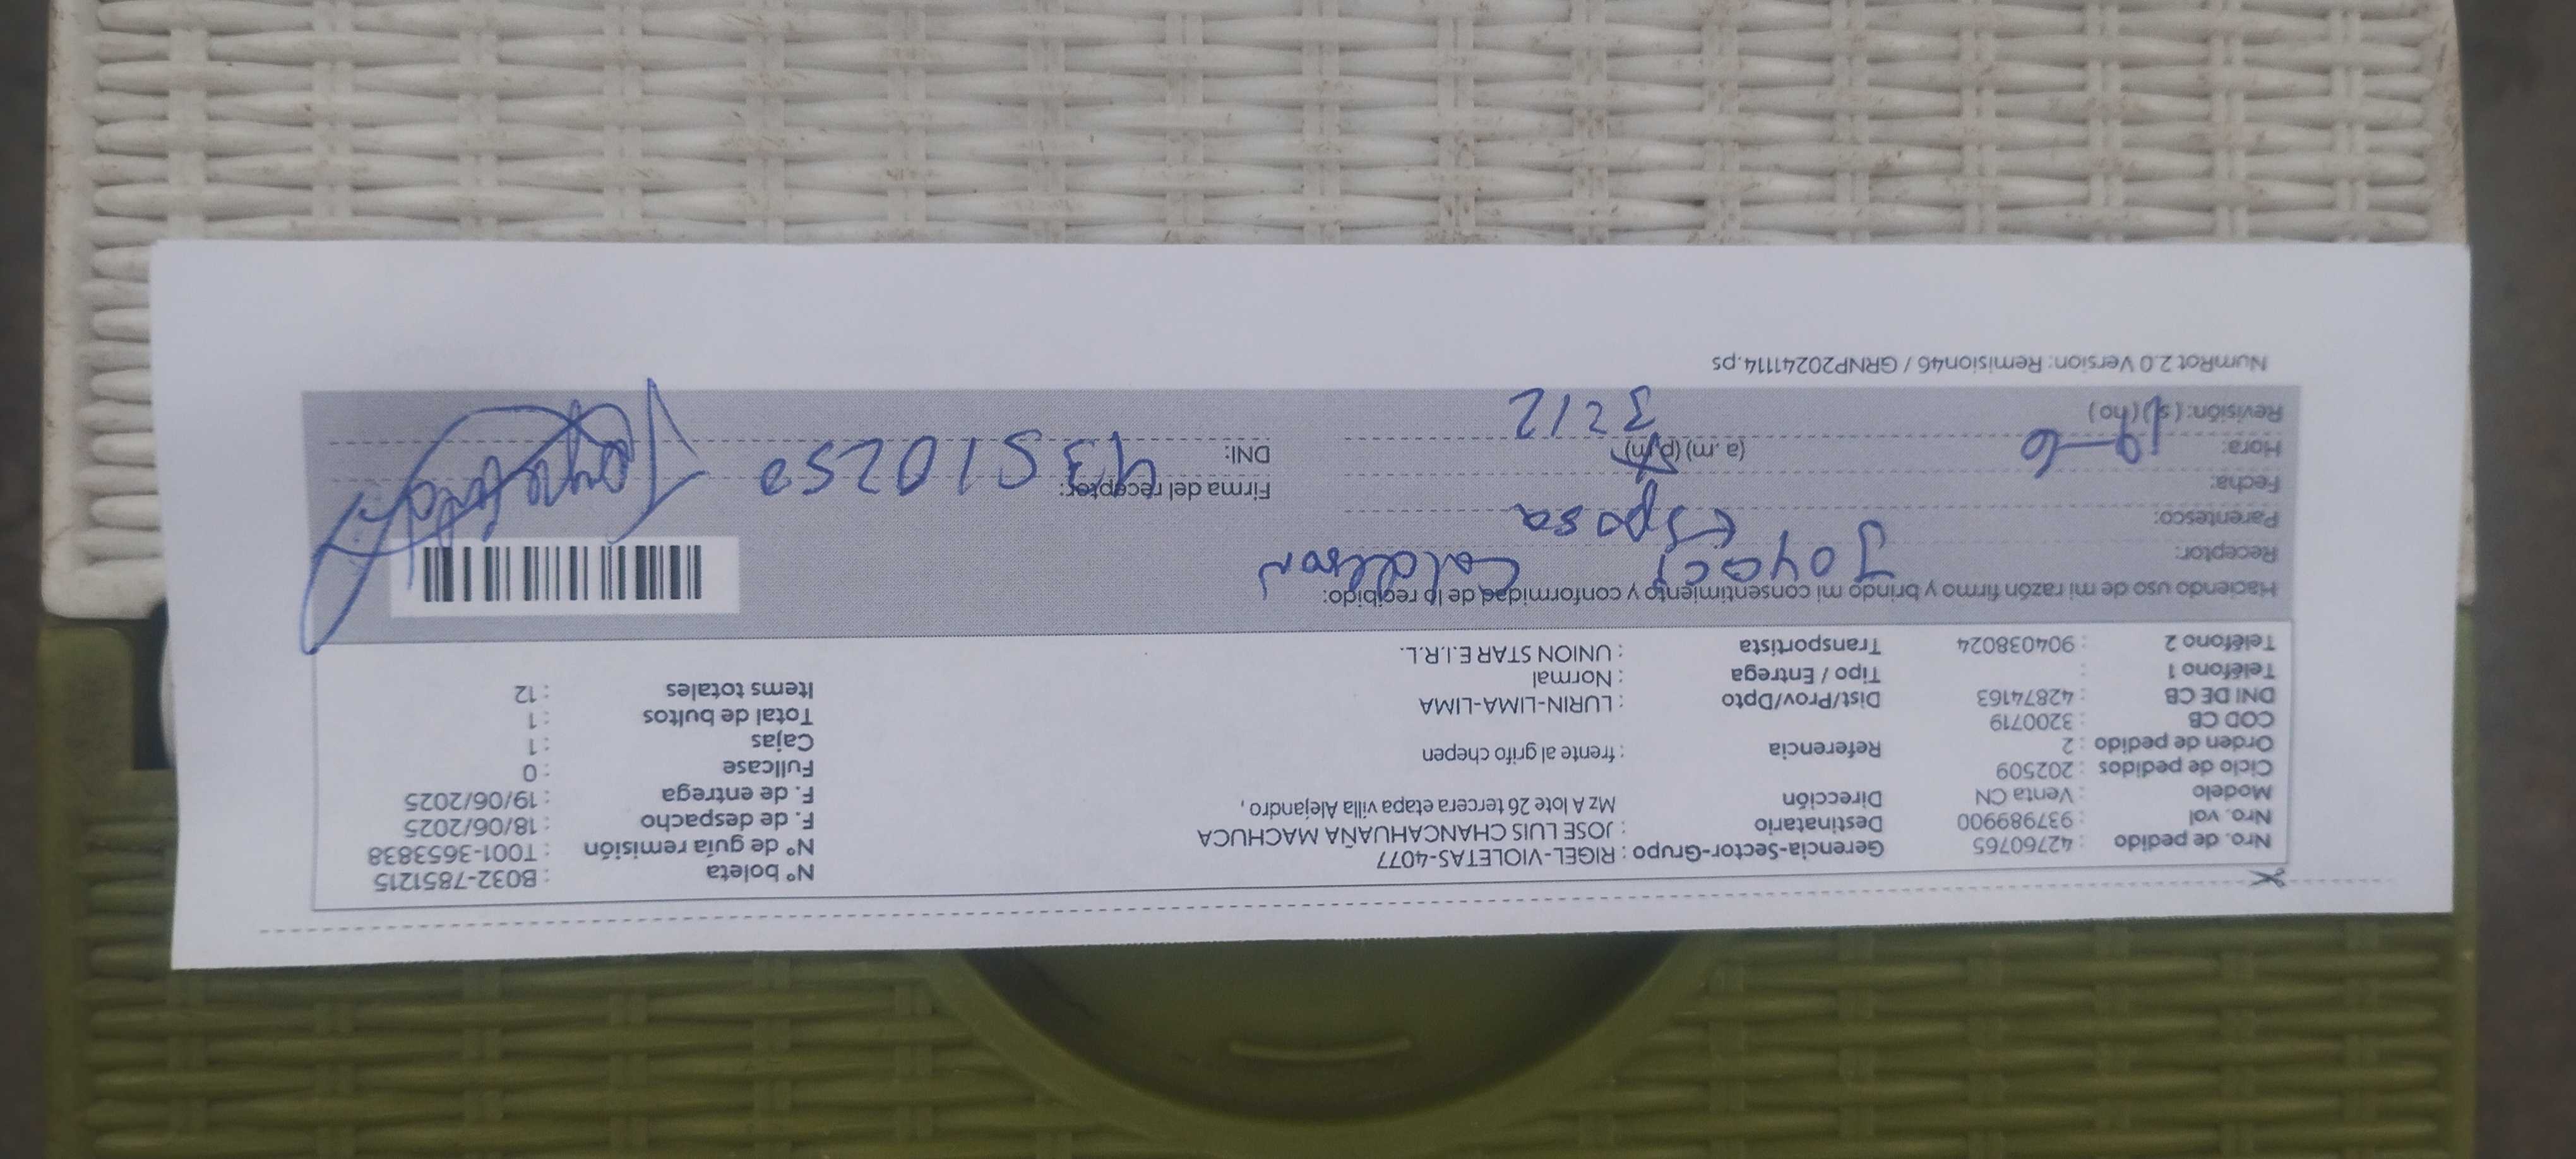 Nro. de pedido : 42760765 Gerencia-Sector-Grupo : RIGEL-VIOLETAS-4077 N° boleta : B032-7851215
Nro. vol : 937989900 Destinatario : JOSE LUIS CHANCAHUAÑA MACHUCA N° de guía remisión : T001-3653838
Modelo : Venta CN Dirección Mz A lote 26 tercera etapa villa Alejandro , F. de despacho : 18/06/2025
Ciclo de pedidos : 202509 F. de entrega : 19/06/2025
Orden de pedido : 2 Referencia : frente al grifo chepen Fullcase : 0
COD CB : 3200719 Cajas : 1
DNI DE CB : 42874163 Dist/Prov/Dpto : LURIN-LIMA-LIMA Total de bultos : 1
Teléfono 1 : Tipo / Entrega : Normal Items totales : 12
Teléfono 2 : 904038024 Transportista : UNION STAR E.I.R.L.
Haciendo uso de mi razón firmo y brindo mi consentimiento y conformidad de lo recibido:
Receptor: Joyaci Calderon
Parentesco: Esposa
Fecha: 19-6 Firma del receptor:
Hora: 3:12 (a. m) (p. m) DNI: 43510250
Revisión: ( si ) ( no )
NumRot 2.0 Version: Remision46 / GRNP20241114.ps